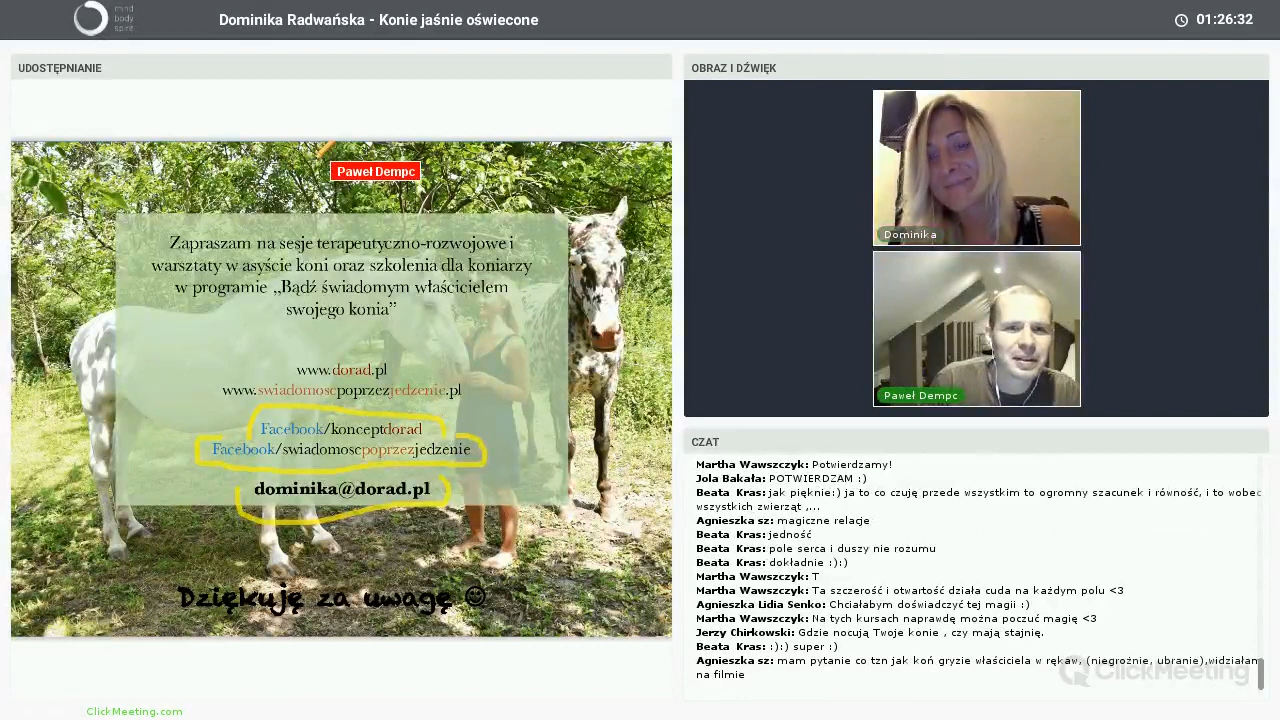 mind
body
spirit
Dominika Radwańska - Konie jaśnie oświecone
01:26:32
UDOSTĘPNIANIE
Paweł Dempc
Zapraszam na sesje terapeutyczno-rozwojowe i
warsztaty w asyście koni oraz szkolenia dla koniarzy
w programie „Bądź świadomym właścicielem
swojego konia”
www.dorad.pl
www.swiadomoscpoprzezjedzenie.pl
Facebook/konceptdorad
Facebook/swiadomoscpoprzezjedzenie
dominika@dorad.pl
Dziękuję za uwagę ☺
OBRAZ I DŹWIĘK
Dominika
Paweł Dempc
CZAT
Martha Wawszczyk: Potwierdzamy!
Jola Bakała: POTWIERDZAM :)
Beata Kras: jak pięknie:) ja to co czuję przede wszystkim to ogromny szacunek i równość, i to wobec
wszystkich zwierząt ,...
Agnieszka sz: magiczne relacje
Beata Kras: jedność
Beata Kras: pole serca i duszy nie rozumu
Beata Kras: dokładnie :):)
Martha Wawszczyk: T
Martha Wawszczyk: Ta szczerość i otwartość działa cuda na każdym polu <3
Agnieszka Lidia Senko: Chciałabym doświadczyć tej magii :)
Martha Wawszczyk: Na tych kursach naprawdę można poczuć magię <3
Jerzy Chirkowski: Gdzie nocują Twoje konie , czy mają stajnię.
Beata Kras: :):) super :)
Agnieszka sz: mam pytanie co tzn jak koń gryzie właściciela w rękaw, (niegroźnie, ubranie),widziałam
na filmie
ClickMeeting
ClickMeeting.com